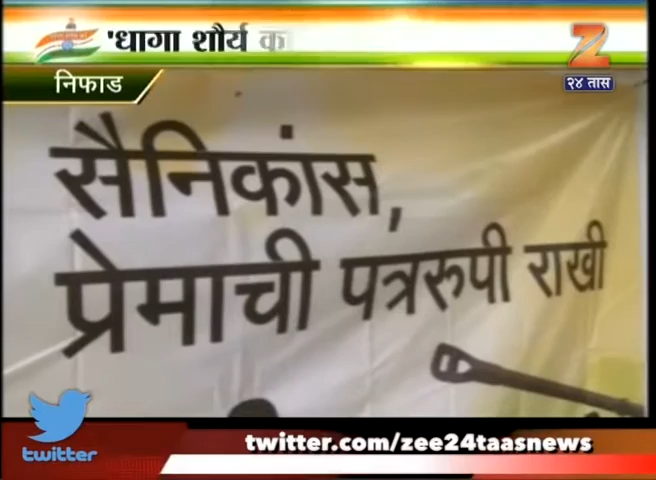 'धागा शौर्य क
Z
२४ तास
निफाड
सैनिकांस,
प्रेमाची पत्ररुपी राखी
twitter
twitter.com/zee24taasnews